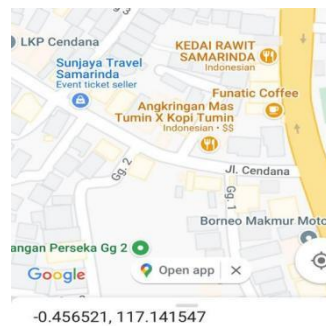 LKP Cendana
KEDAI RAWIT
SAMARINDA
Indonesian
Sunjaya Travel
Samarinda
Event ticket seller
Funatic Coffee
Angkringan Mas
Tumin X Kopi Tumin
Indonesian • $$
Gg. 2
Jl. Cendana
Gg. 1
Borneo Makmur Moto
angan Perseka Gg 2
Google
Open app
-0.456521, 117.141547